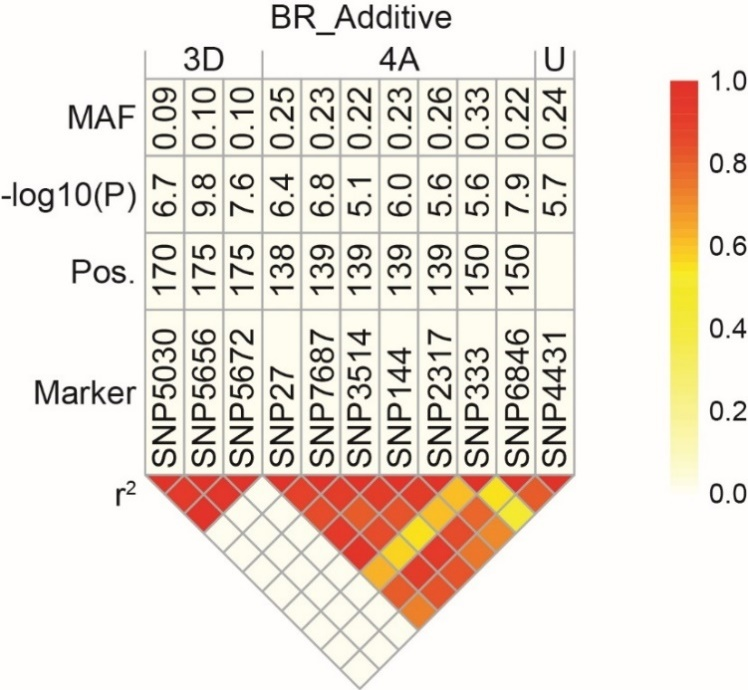 BR_Additive
3D 4A U
MAF 0.09 0.10 0.10 0.25 0.23 0.22 0.23 0.26 0.33 0.22 0.24
-log10(P) 6.7 9.8 7.6 6.4 6.8 5.1 6.0 5.6 5.6 7.9 5.7
Pos. 170 175 175 138 139 139 139 139 150 150
Marker SNP5030 SNP5656 SNP5672 SNP27 SNP7687 SNP3514 SNP144 SNP2317 SNP333 SNP6846 SNP4431
r²
1.0
0.8
0.6
0.4
0.2
0.0